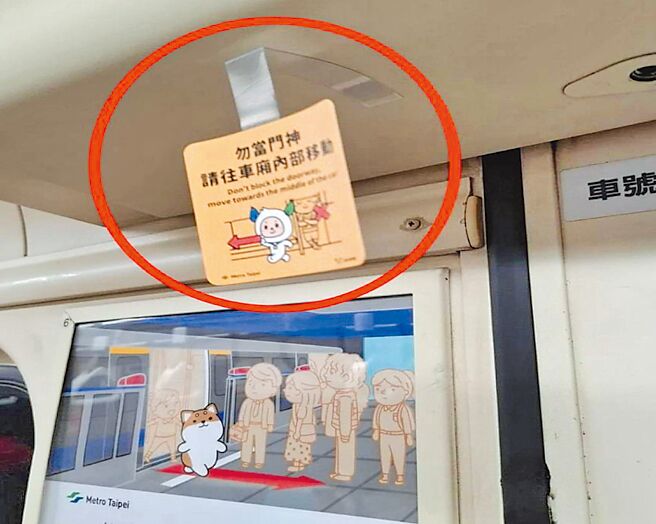 勿當門神
請往車廂內部移動
Don't block the doorway,
move towards the middle of the car
Metro Taipei
車號
6
Metro Taipei